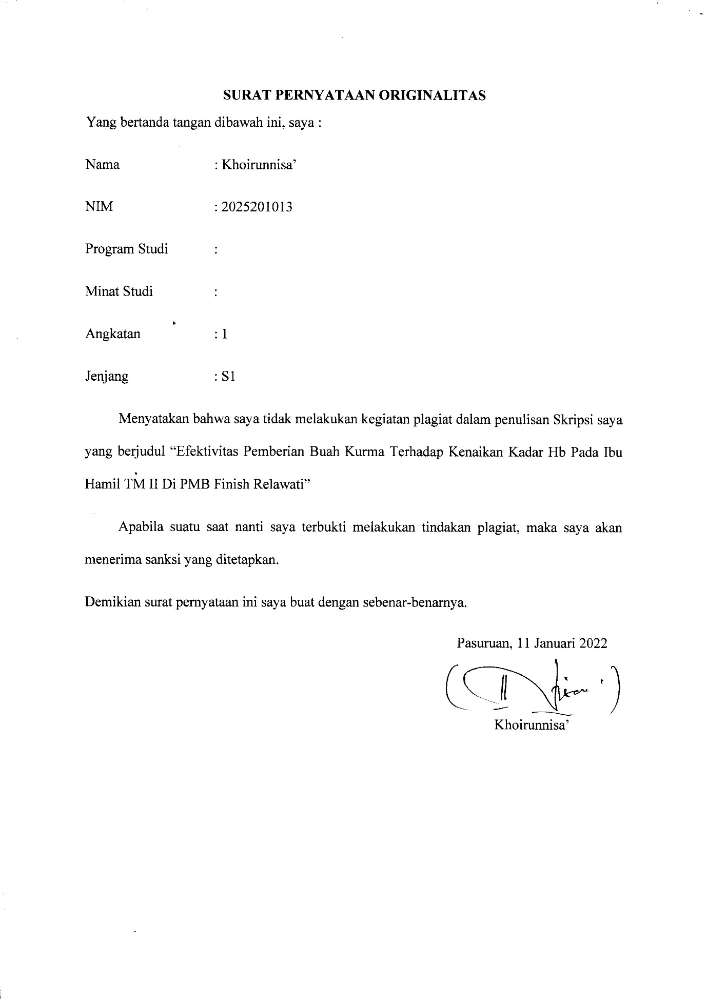 SURAT PERNYATAAN ORIGINALITAS
Yang bertanda tangan dibawah ini, saya :
Nama : Khoirunnisa’
NIM : 2025201013
Program Studi :
Minat Studi :
Angkatan : 1
Jenjang : S1
Menyatakan bahwa saya tidak melakukan kegiatan plagiat dalam penulisan Skripsi saya
yang berjudul “Efektivitas Pemberian Buah Kurma Terhadap Kenaikan Kadar Hb Pada Ibu
Hamil TM II Di PMB Finish Relawati”
Apabila suatu saat nanti saya terbukti melakukan tindakan plagiat, maka saya akan
menerima sanksi yang ditetapkan.
Demikian surat pernyataan ini saya buat dengan sebenar-benarnya.
Pasuruan, 11 Januari 2022
Khoirunnisa’